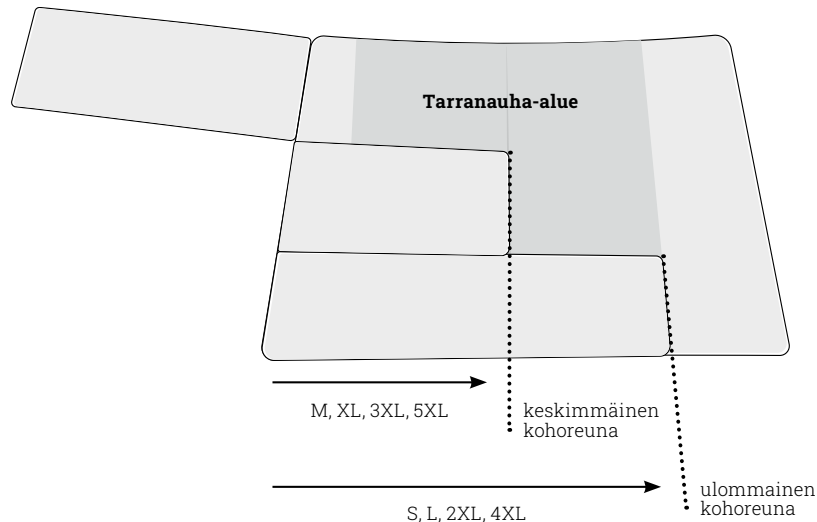 Tarranauha-alue
M, XL, 3XL, 5XL
keskimmäinen
kohoreuna
S, L, 2XL, 4XL
ulommainen
kohoreuna